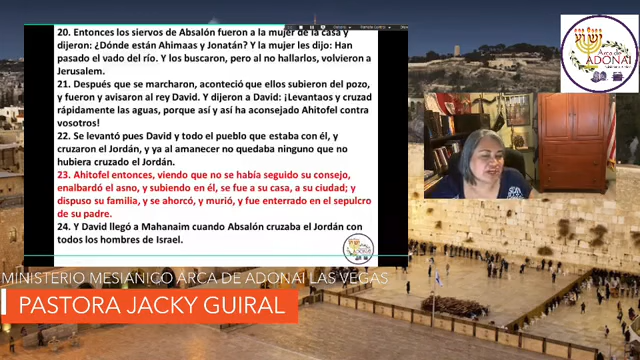 20. Entonces los siervos de Absalón fueron a la mujer de la casa y
dijeron: ¿Dónde están Ahimaas y Jonatán? Y la mujer les dijo: Han
pasado el vado del río. Y los buscaron, pero al no hallarlos, volvieron a
Jerusalem.
21. Después que se marcharon, aconteció que ellos subieron del pozo,
y fueron y avisaron al rey David. Y dijeron a David: ¡Levantaos y cruzad
rápidamente las aguas, porque así y así ha aconsejado Ahitofel contra
vosotros!
22. Se levantó pues David y todo el pueblo que estaba con él, y
cruzaron el Jordán, y ya al amanecer no quedaba ninguno que no
hubiera cruzado el Jordán.
23. Ahitofel entonces, viendo que no se había seguido su consejo,
enalbardó el asno, y subiendo en él, se fue a su casa, a su ciudad; y
dispuso su familia, y se ahorcó, y murió, y fue enterrado en el sepulcro
de su padre.
24. Y David llegó a Mahanaim cuando Absalón cruzaba el Jordán con
todos los hombres de Israel.
ישוע
Arca de
ADONAI
MINISTERIO MESIANICO ARCA DE ADONAI LAS VEGAS
PASTORA JACKY GUIRAL